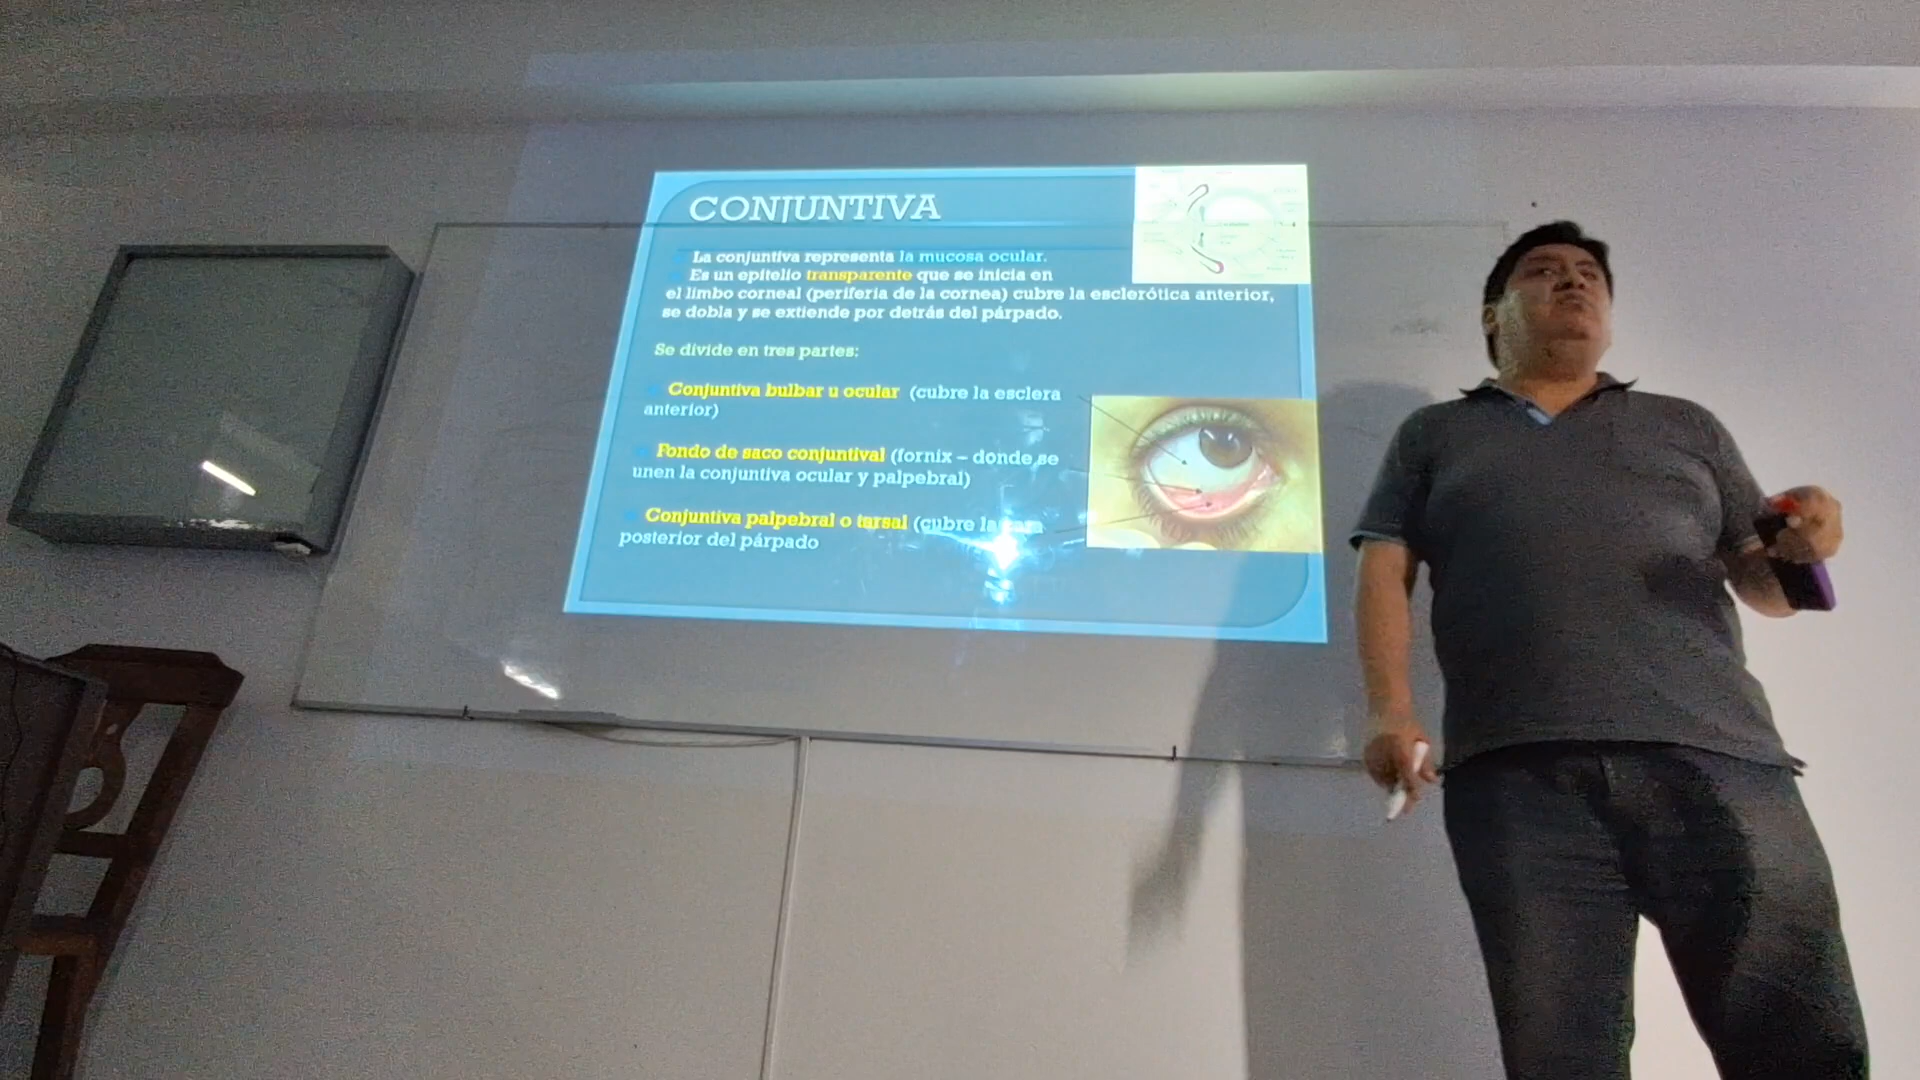 CONJUNTIVA
La conjuntiva representa la mucosa ocular.
Es un epitelio transparente que se inicia en
el limbo corneal (periferia de la cornea) cubre la esclerótica anterior,
se dobla y se extiende por detrás del párpado.
Se divide en tres partes:
Conjuntiva bulbar u ocular (cubre la esclera
anterior)
Fondo de saco conjuntival (fornix – donde se
unen la conjuntiva ocular y palpebral)
Conjuntiva palpebral o tarsal (cubre la cara
posterior del párpado